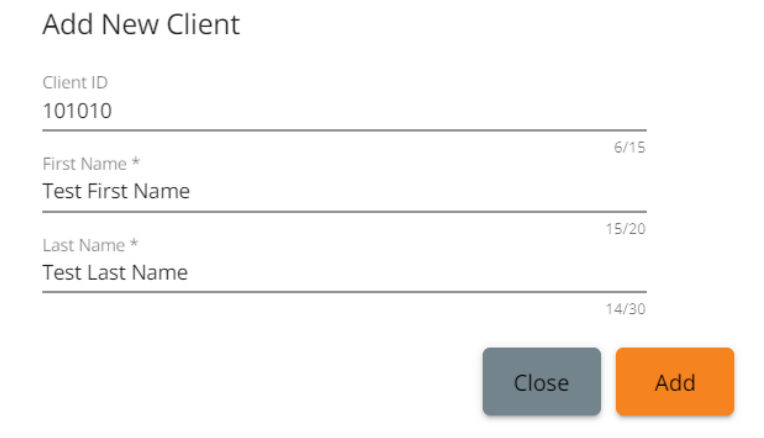 Add New Client
Client ID
101010
6/15
First Name *
Test First Name
15/20
Last Name *
Test Last Name
14/30
Close Add